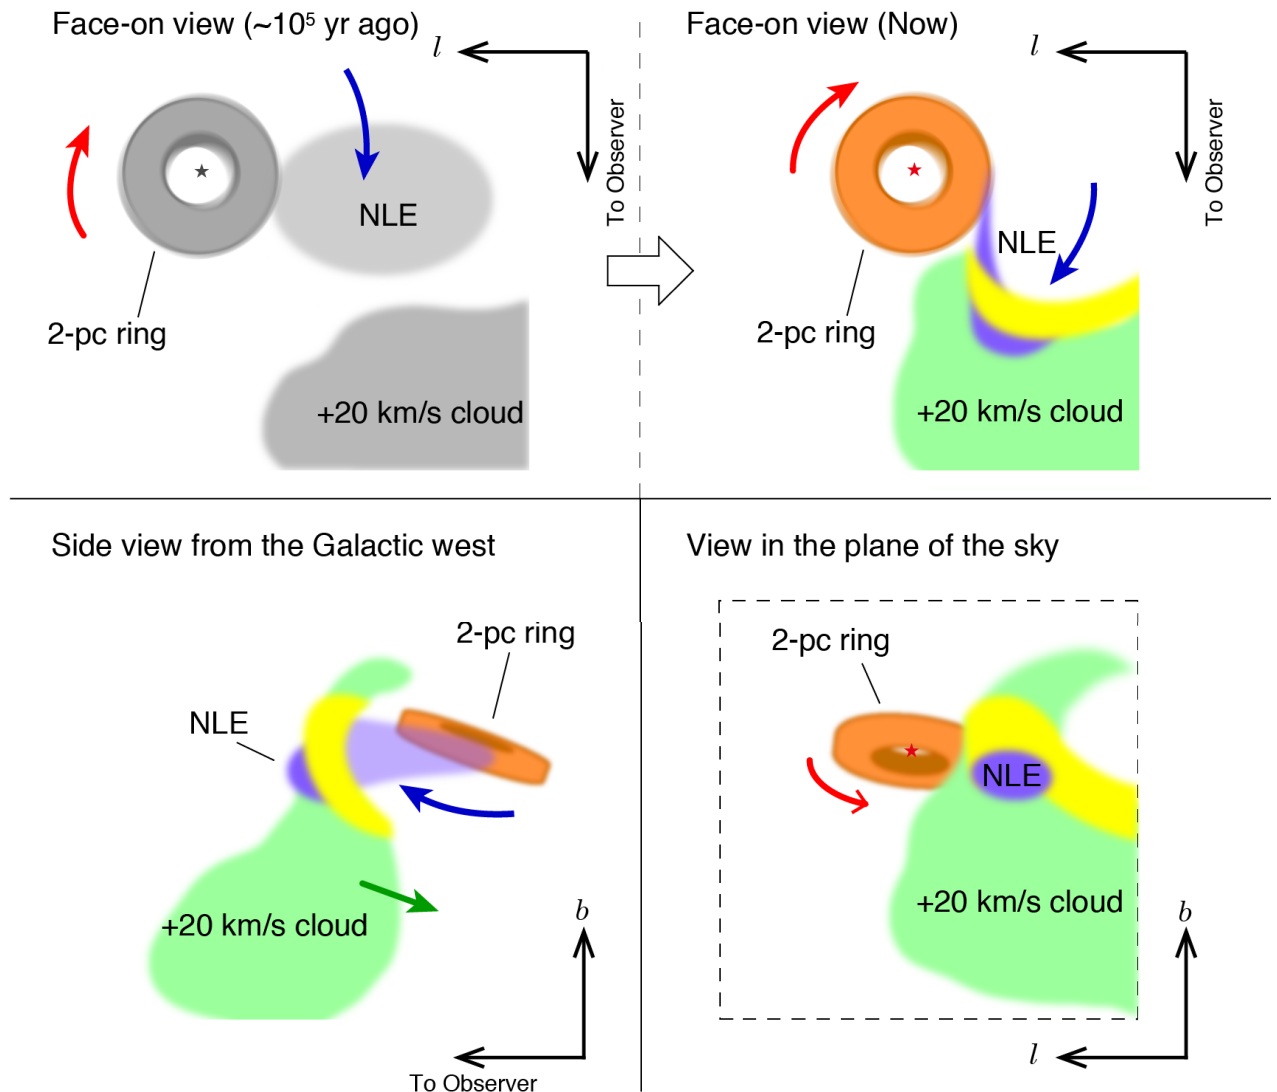 Face-on view (~10⁵ yr ago)
l
To Observer
NLE
2-pc ring
+20 km/s cloud
Face-on view (Now)
l
To Observer
NLE
2-pc ring
+20 km/s cloud
Side view from the Galactic west
2-pc ring
NLE
+20 km/s cloud
b
To Observer
View in the plane of the sky
2-pc ring
NLE
+20 km/s cloud
b
l